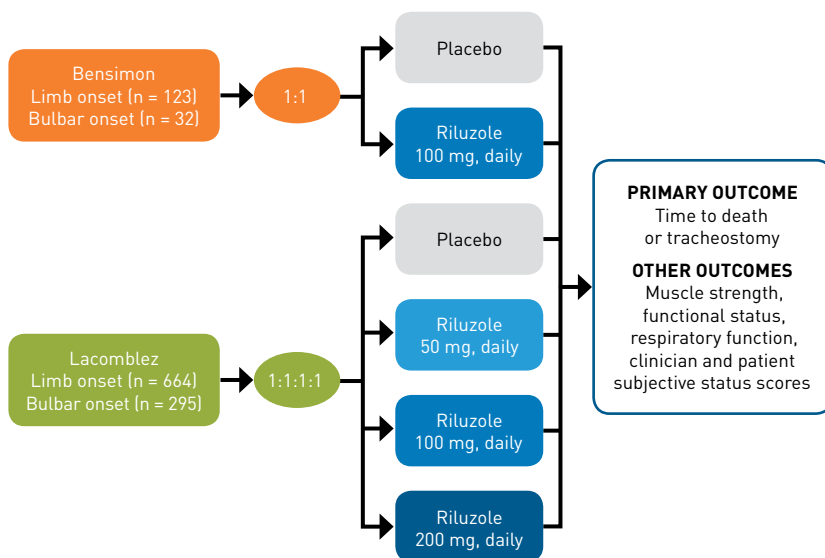 Bensimon
Limb onset (n = 123)
Bulbar onset (n = 32)
1:1
Placebo
Riluzole
100 mg, daily
Lacomblez
Limb onset (n = 664)
Bulbar onset (n = 295)
1:1:1:1
Placebo
Riluzole
50 mg, daily
Riluzole
100 mg, daily
Riluzole
200 mg, daily
PRIMARY OUTCOME
Time to death
or tracheostomy
OTHER OUTCOMES
Muscle strength,
functional status,
respiratory function,
clinician and patient
subjective status scores